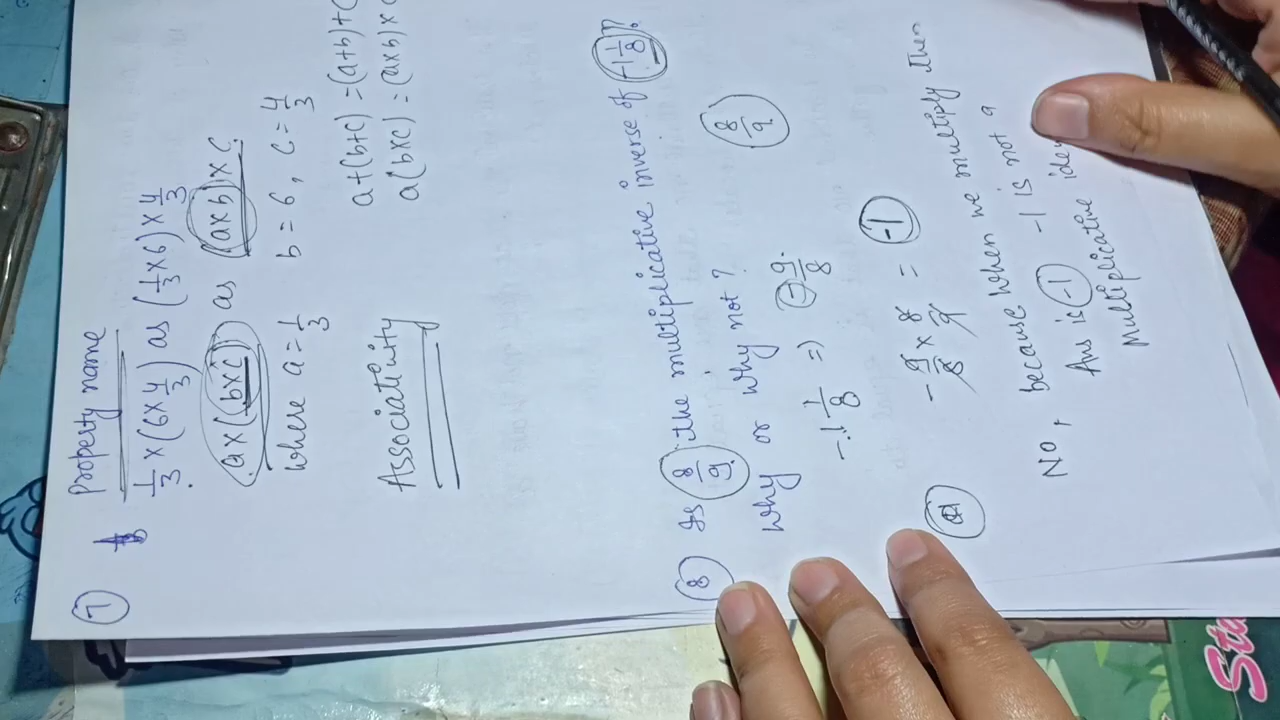 7 Property name
1/3 × (6 × 4/3) as (1/3 × 6) × 4/3
a × (b×c) as (a×b) × c
where a = 1/3 b = 6, c = 4/3
Associativity
a+(b+c) = (a+b)+c
a(b×c) = (a×b)×c
8 Is 8/9 the multiplicative inverse of -1 1/8?
Why or why not?
8/9
-1 1/8 => -9/8
-9/8 × 8/9 = -1
No, because when we multiply then
Ans is -1 -1 is not a
Multiplicative
Ste